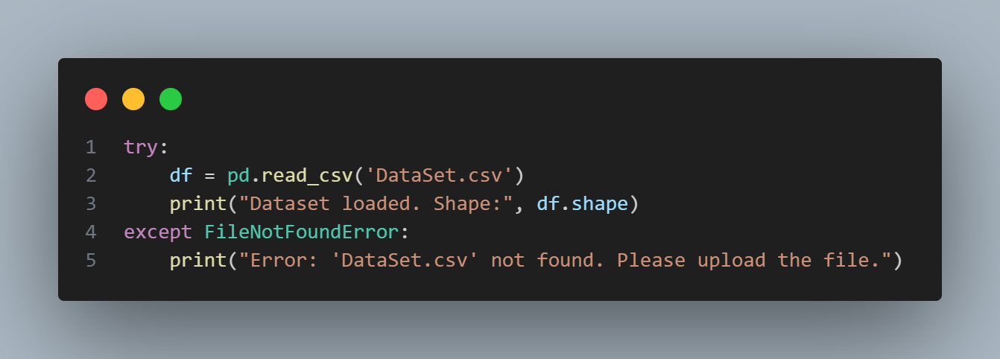 1 try:
2     df = pd.read_csv('DataSet.csv')
3     print("Dataset loaded. Shape:", df.shape)
4 except FileNotFoundError:
5     print("Error: 'DataSet.csv' not found. Please upload the file.")